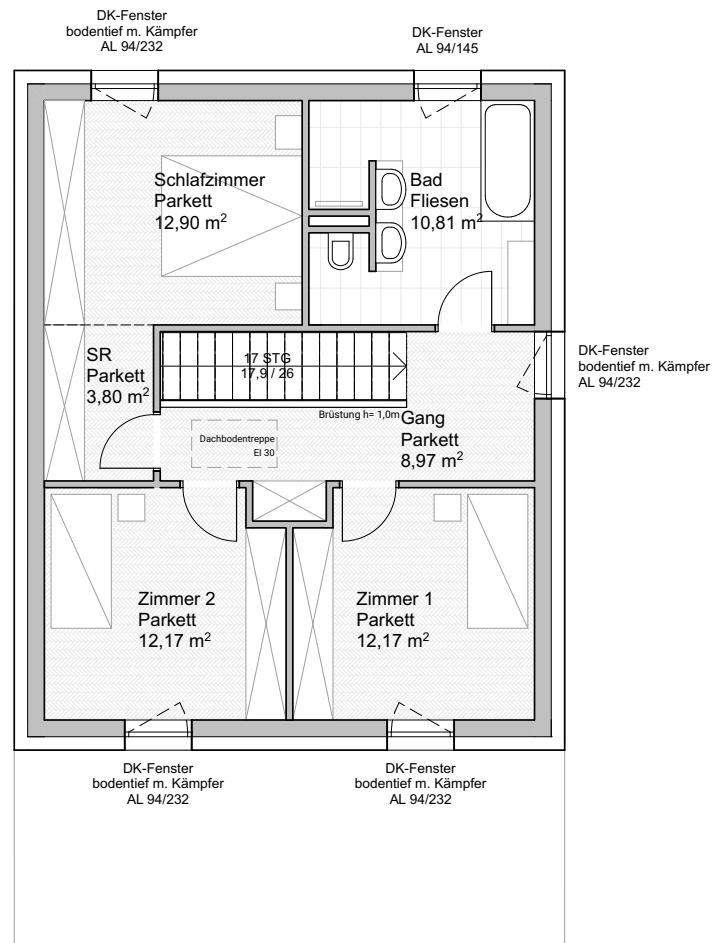 DK-Fenster
bodentief m. Kämpfer
AL 94/232
DK-Fenster
AL 94/145
Schlafzimmer
Parkett
12,90 m²
Bad
Fliesen
10,81 m²
SR
Parkett
3,80 m²
17 STG
17,9 / 26
DK-Fenster
bodentief m. Kämpfer
AL 94/232
Brüstung h= 1,0m
Dachbodentreppe
EI 30
Gang
Parkett
8,97 m²
Zimmer 2
Parkett
12,17 m²
Zimmer 1
Parkett
12,17 m²
DK-Fenster
bodentief m. Kämpfer
AL 94/232
DK-Fenster
bodentief m. Kämpfer
AL 94/232